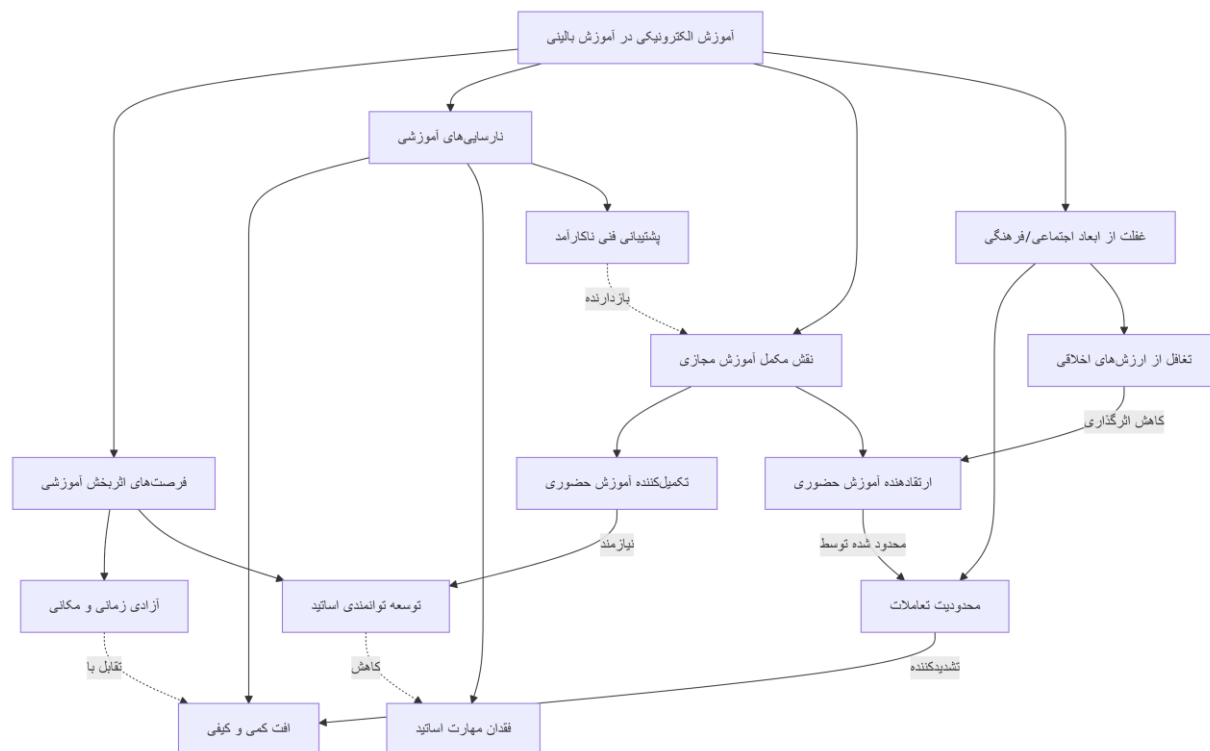 آموزش الکترونیکی در آموزش بالینی
نارسایی‌های آموزشی
پشتیبانی فنی ناکارآمد
غفلت از ابعاد اجتماعی/فرهنگی
بازدارنده
نقش مکمل آموزش مجازی
تغافل از ارزش‌های اخلاقی
کاهش اثرگذاری
فرصت‌های اثربخش آموزشی
تکمیل‌کننده آموزش حضوری
ارتقادهنده آموزش حضوری
نیازمند
محدود شده توسط
آزادی زمانی و مکانی
توسعه توانمندی اساتید
محدودیت تعاملات
تقابل با
کاهش
تشدیدکننده
افت کمی و کیفی
فقدان مهارت اساتید